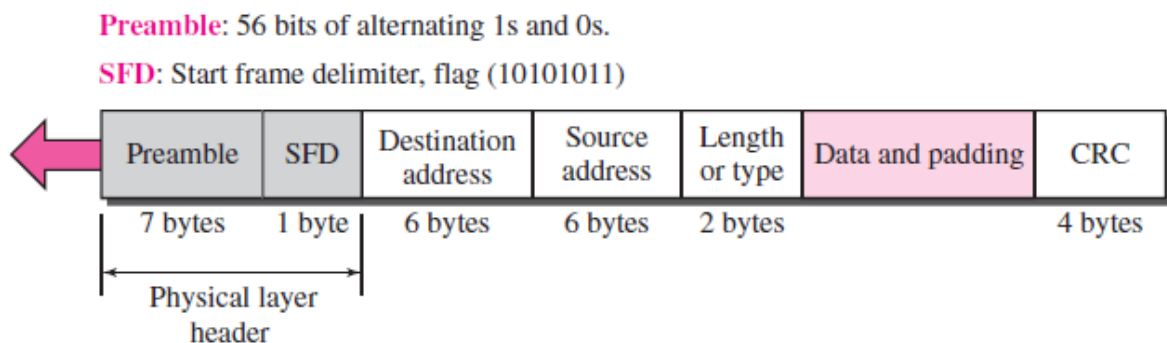 Preamble: 56 bits of alternating 1s and 0s.
SFD: Start frame delimiter, flag (10101011)
Preamble
SFD
Destination
address
Source
address
Length
or type
Data and padding
CRC
7 bytes
1 byte
6 bytes
6 bytes
2 bytes
4 bytes
Physical layer
header